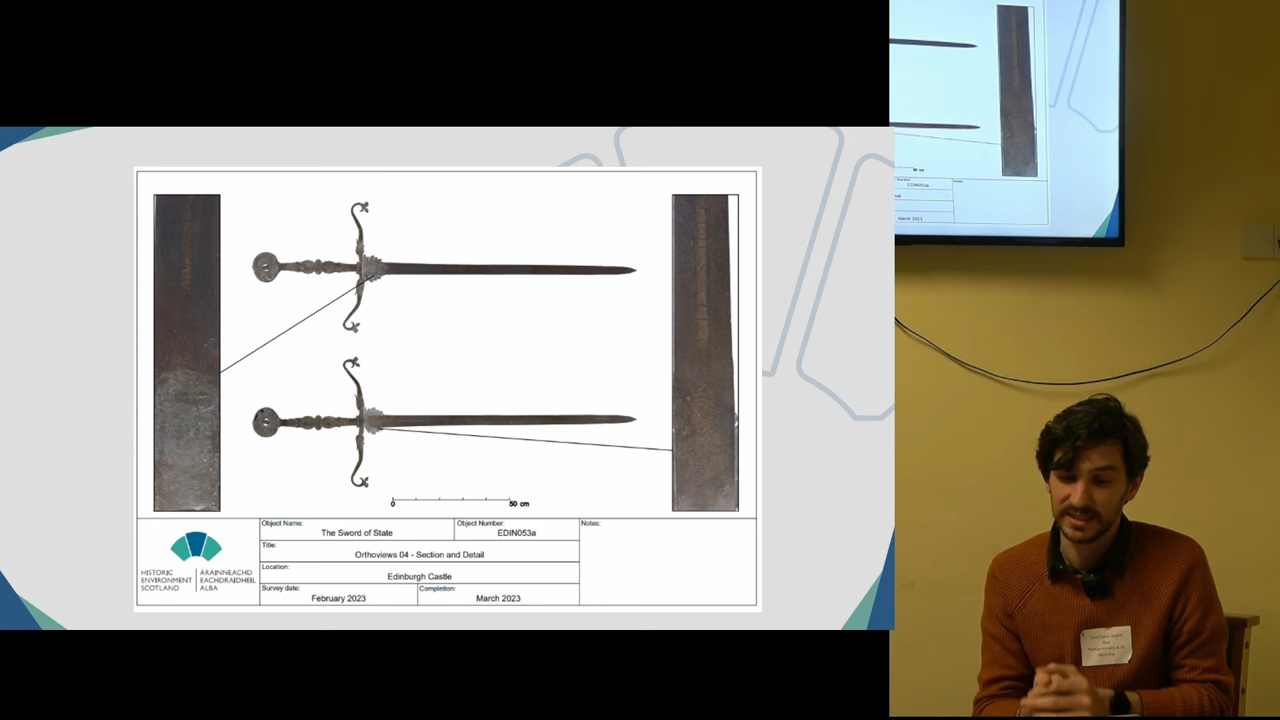 0
50 cm
Object Name:
The Sword of State
Object Number:
EDIN053a
Title:
Orthoviews 04 - Section and Detail
Location:
Edinburgh Castle
Survey date:
February 2023
Completion:
March 2023
Notes:
HISTORIC
ENVIRONMENT
SCOTLAND
ÀRAINNEACHD
EACHDRAIDHEIL
ALBA
EDIN053a
March 2023